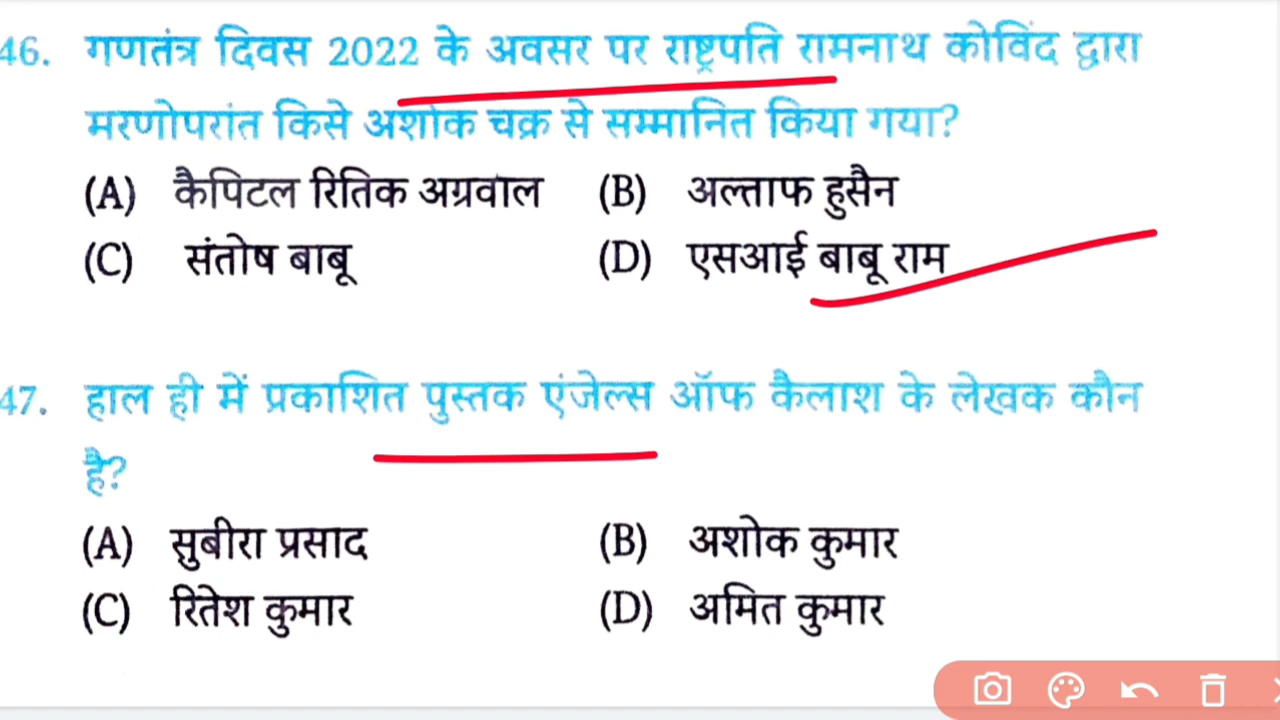 46. गणतंत्र दिवस 2022 के अवसर पर राष्ट्रपति रामनाथ कोविंद द्वारा
मरणोपरांत किसे अशोक चक्र से सम्मानित किया गया?
(A) कैपिटल रितिक अग्रवाल (B) अल्ताफ हुसैन
(C) संतोष बाबू (D) एसआई बाबू राम
47. हाल ही में प्रकाशित पुस्तक एंजेल्स ऑफ कैलाश के लेखक कौन
है?
(A) सुबीरा प्रसाद (B) अशोक कुमार
(C) रितेश कुमार (D) अमित कुमार